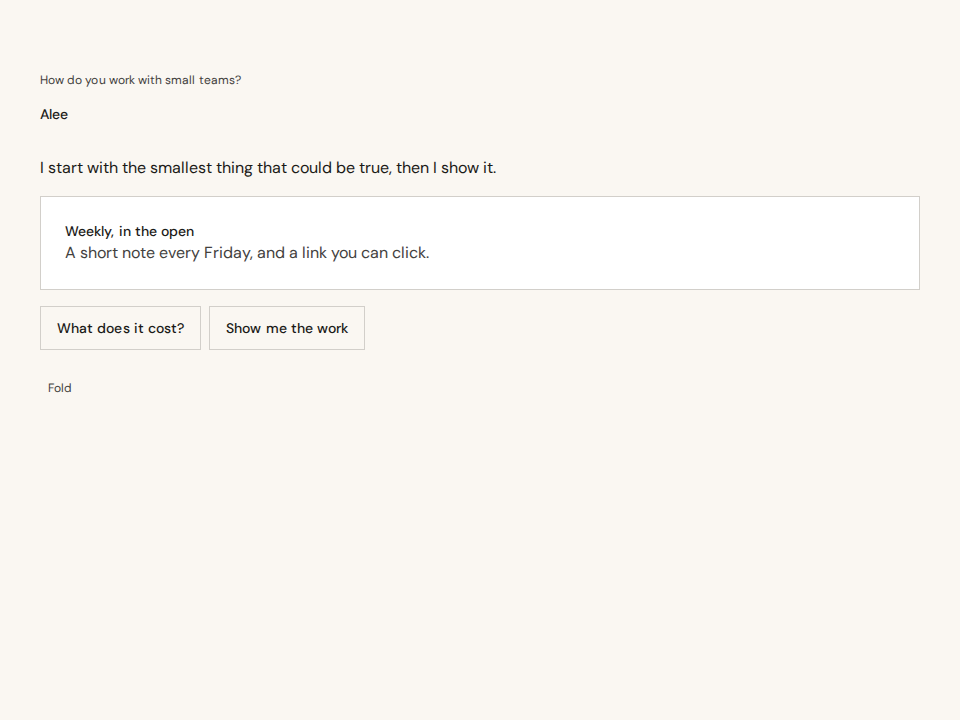 How do you work with small teams?
Alee
I start with the smallest thing that could be true, then I show it.
Weekly, in the open
A short note every Friday, and a link you can click.
What does it cost?
Show me the work
Fold